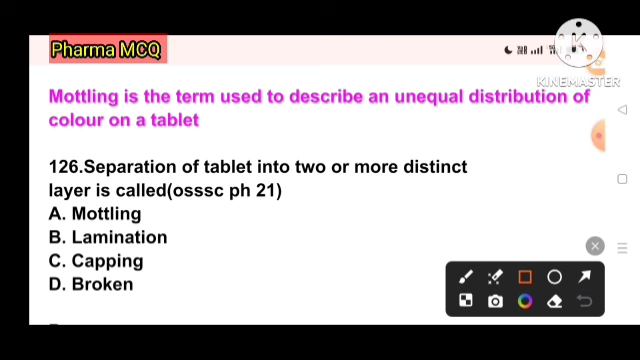 Pharma MCQ
K
KINEMASTER
Mottling is the term used to describe an unequal distribution of
colour on a tablet
126.Separation of tablet into two or more distinct
layer is called(osssc ph 21)
A. Mottling
B. Lamination
C. Capping
D. Broken